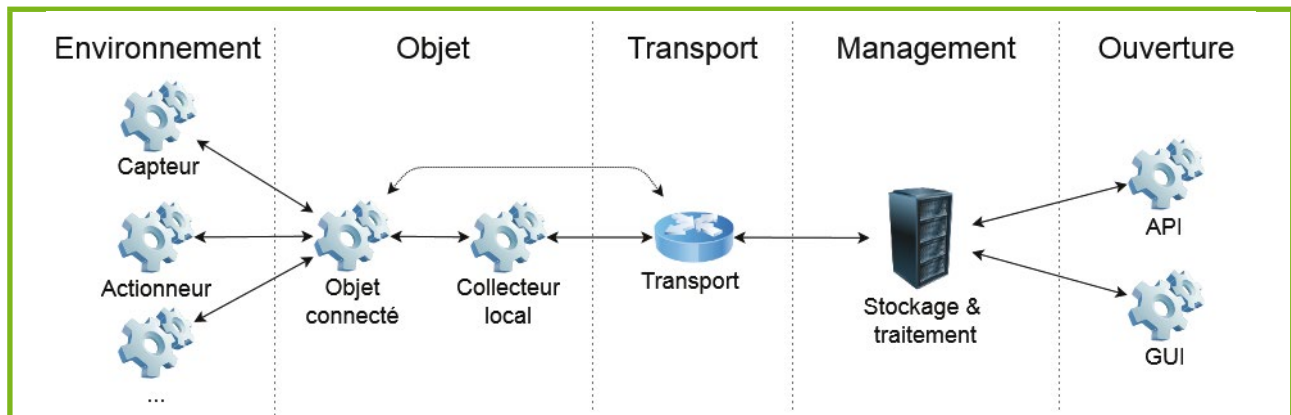 Environnement
Objet
Transport
Management
Ouverture
Capteur
Actionneur
...
Objet
connecté
Collecteur
local
Transport
Stockage &
traitement
API
GUI